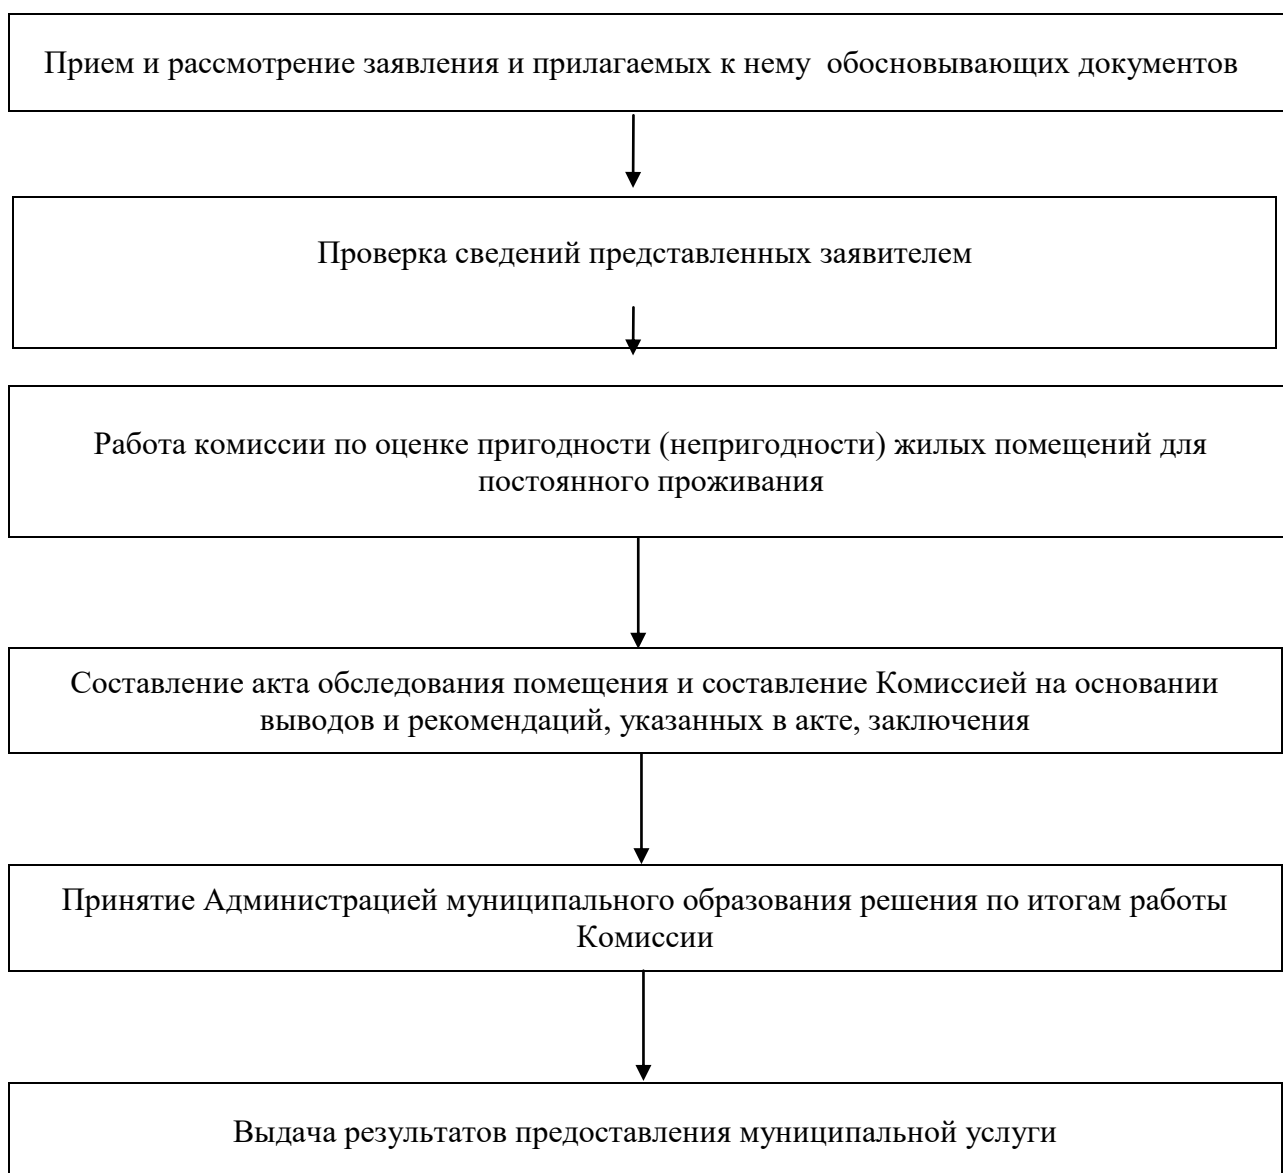 Прием и рассмотрение заявления и прилагаемых к нему  обосновывающих документов
Проверка сведений представленных заявителем
Работа комиссии по оценке пригодности (непригодности) жилых помещений для
постоянного проживания
Составление акта обследования помещения и составление Комиссией на основании
выводов и рекомендаций, указанных в акте, заключения
Принятие Администрацией муниципального образования решения по итогам работы
Комиссии
Выдача результатов предоставления муниципальной услуги